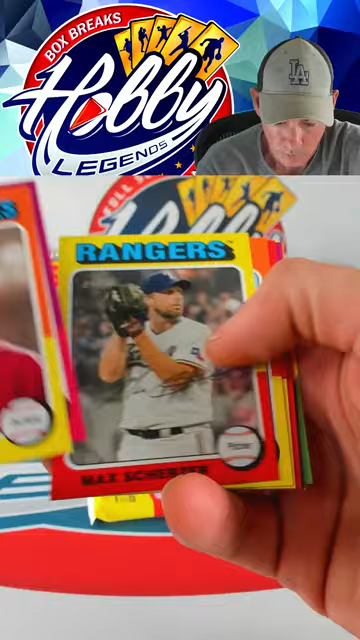 BOX BREAKS
Hobby
LEGENDS
LA
RANGERS
MAX SCHERZER